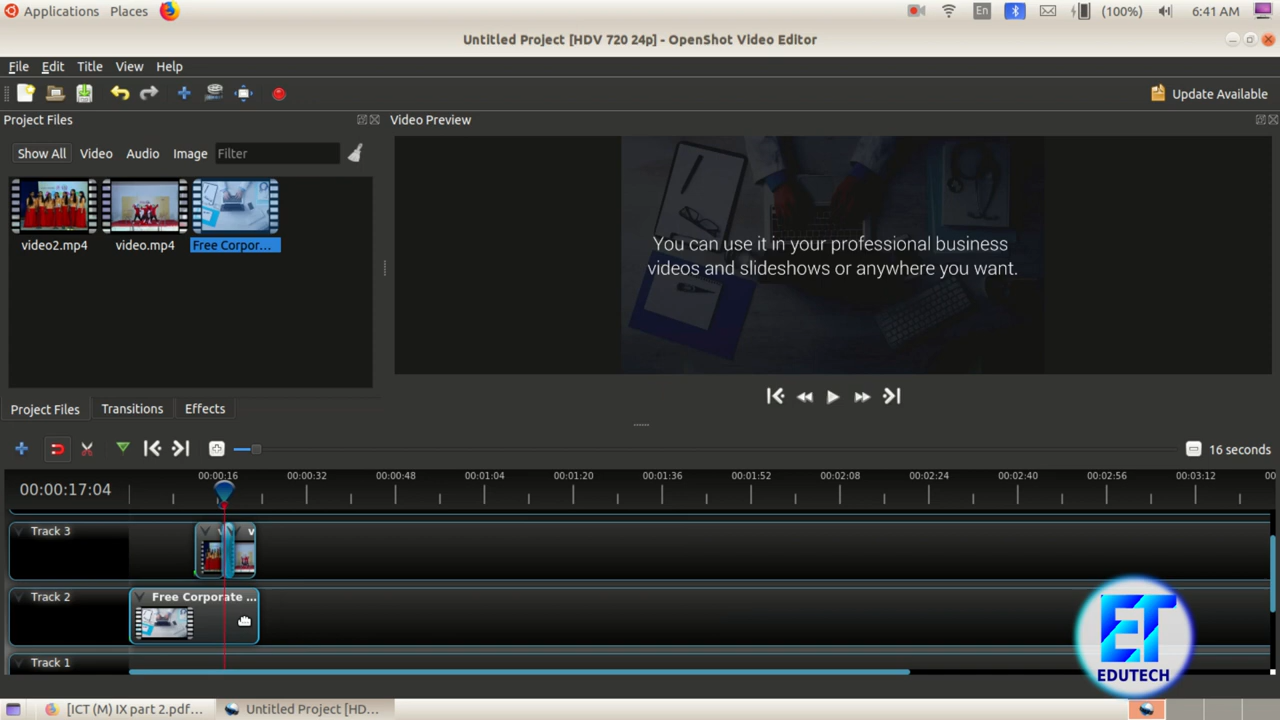 Applications Places
En
(100%)
6:41 AM
Untitled Project [HDV 720 24p] - OpenShot Video Editor
File Edit Title View Help
Update Available
Project Files
Video Preview
Show All Video Audio Image Filter
video2.mp4 video.mp4 Free Corpor...
You can use it in your professional business
videos and slideshows or anywhere you want.
Project Files Transitions Effects
16 seconds
00:00:17:04
00:00:16 00:00:32 00:00:48 00:01:04 00:01:20 00:01:36 00:01:52 00:02:08 00:02:24 00:02:40 00:02:56 00:03:12 00
Track 3
v v
Track 2
Free Corporate ...
Track 1
ET
EDUTECH
[ICT (M) IX part 2.pdf... Untitled Project [HD...